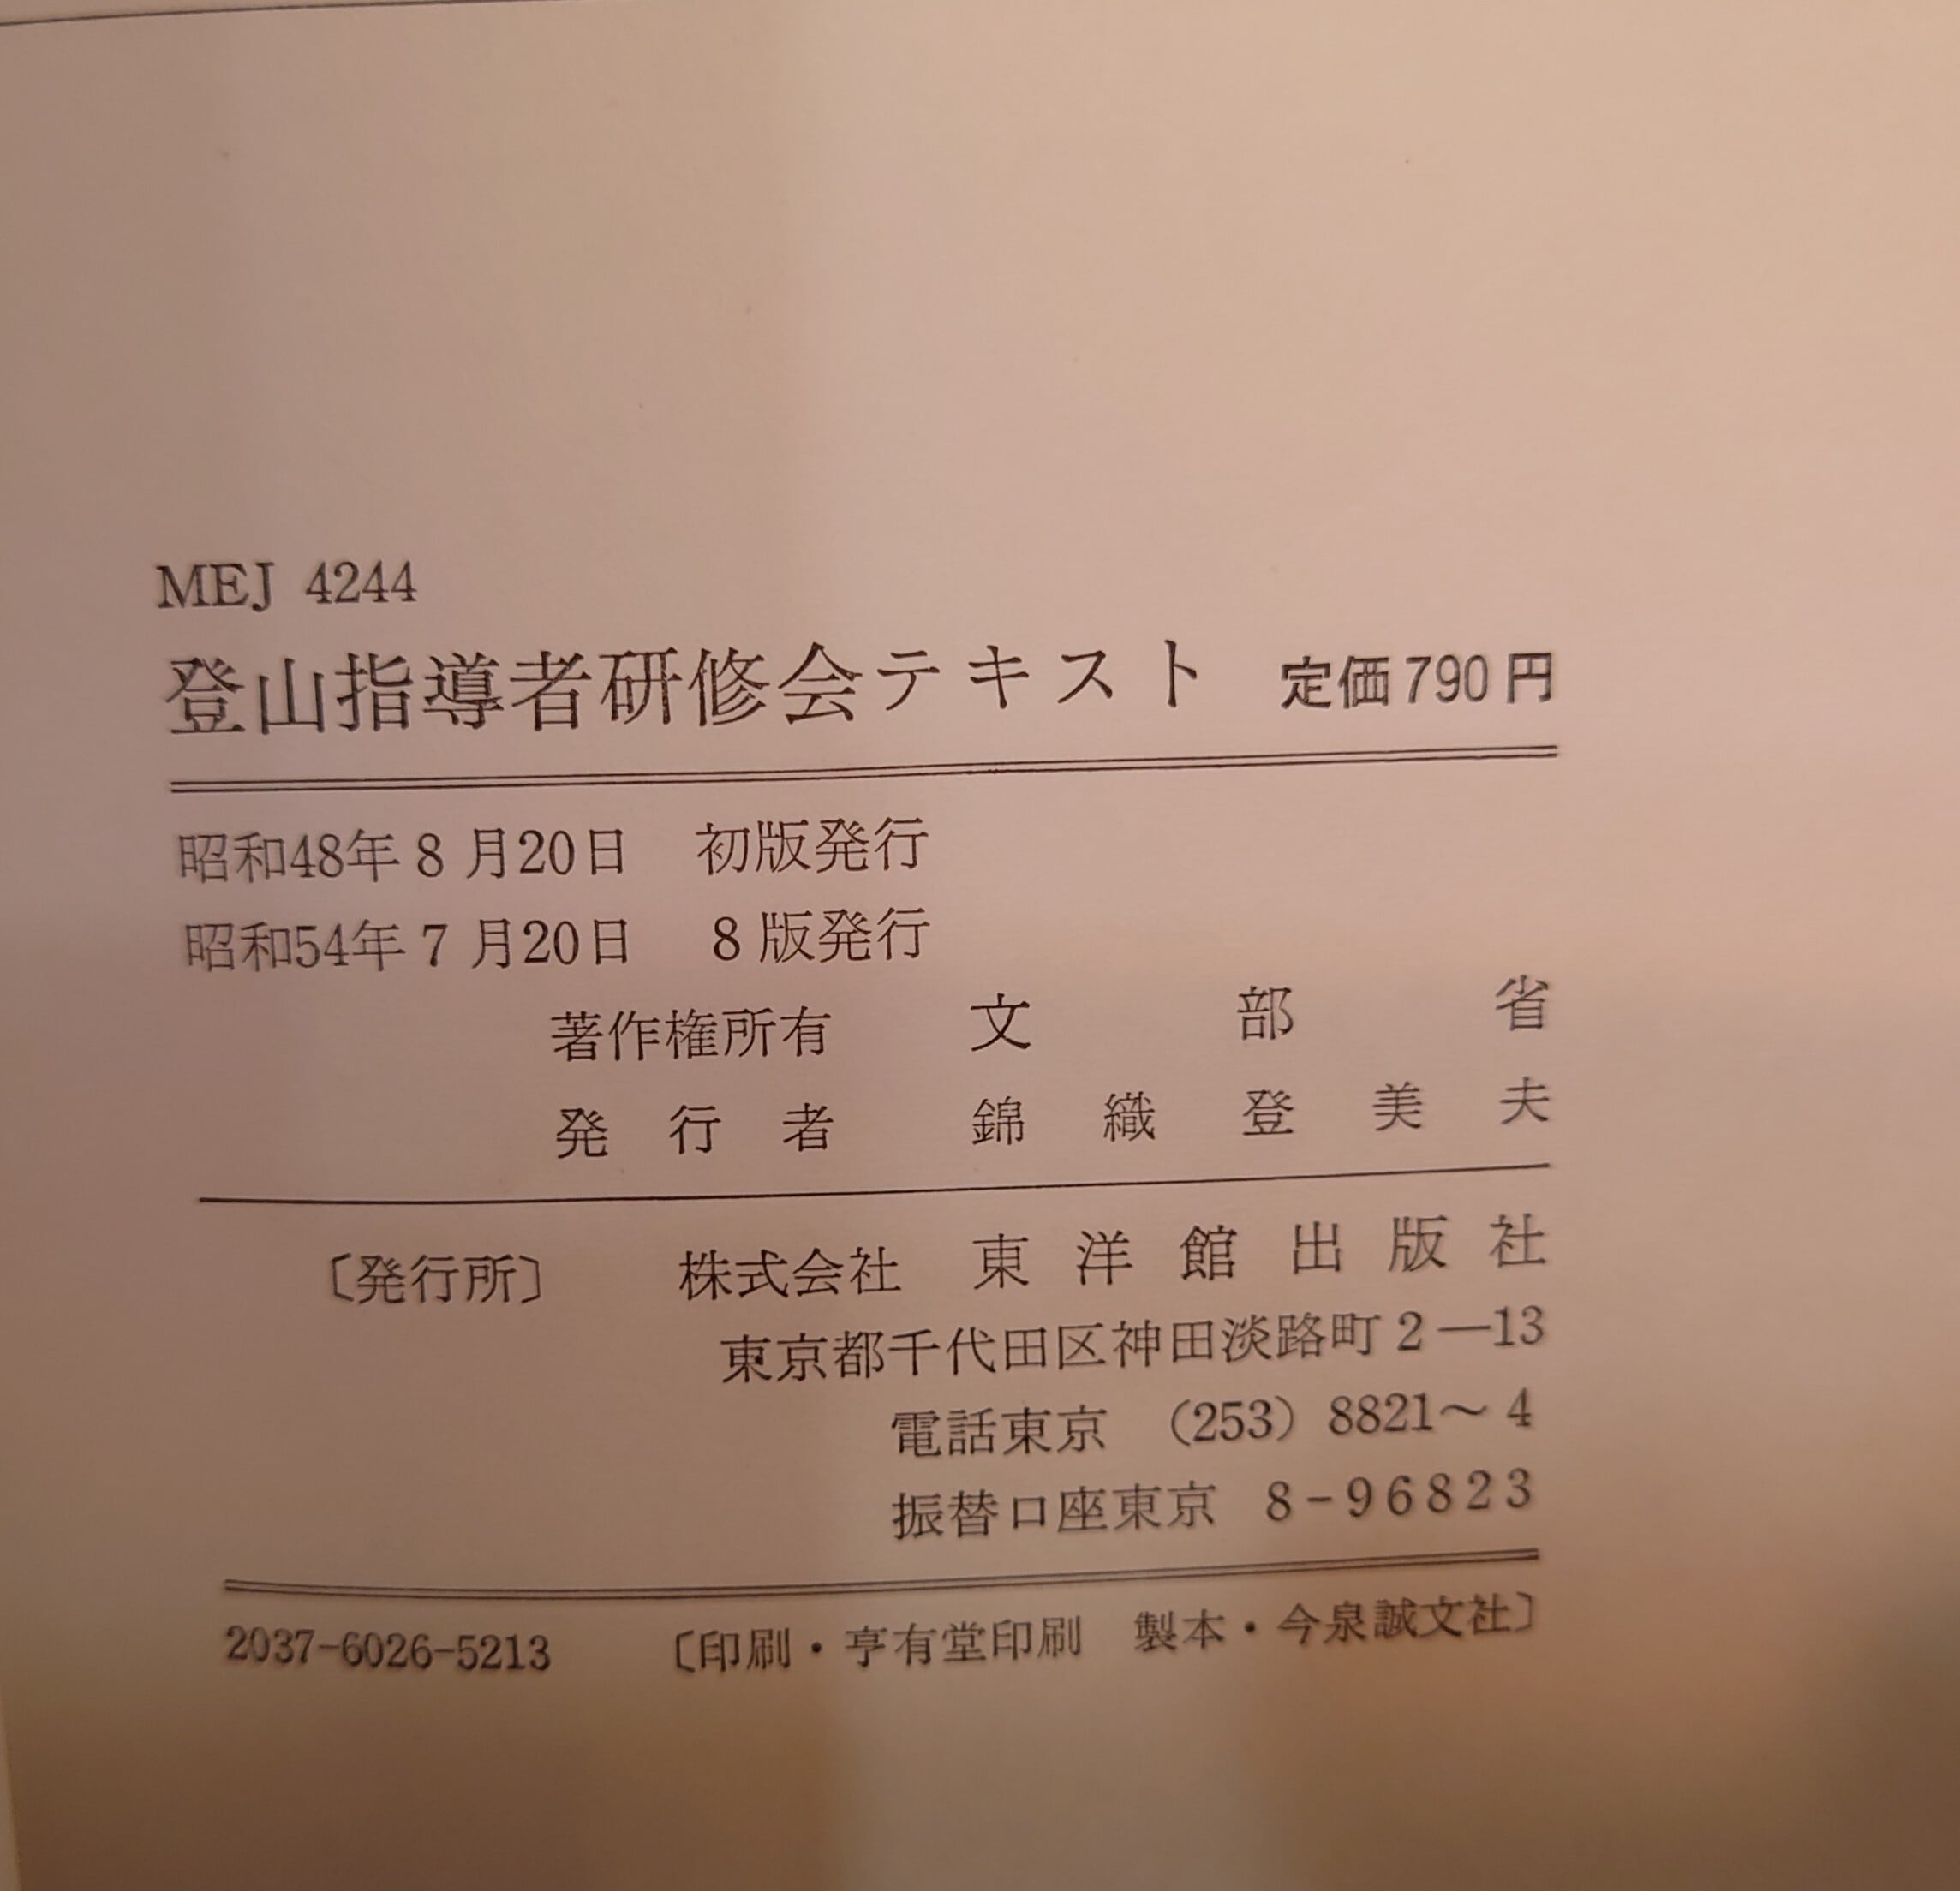 MEJ 4244
登山指導者研修会テキスト 定価790円
昭和48年8月20日 初版発行
昭和54年7月20日 8版発行
著作権所有 文部省
発行者 錦織登美夫
〔発行所〕 株式会社 東洋館出版社
東京都千代田区神田淡路町2—13
電話東京 (253) 8821～4
振替口座東京 8-96823
2037-6026-5213 〔印刷・亨有堂印刷 製本・今泉誠文社〕